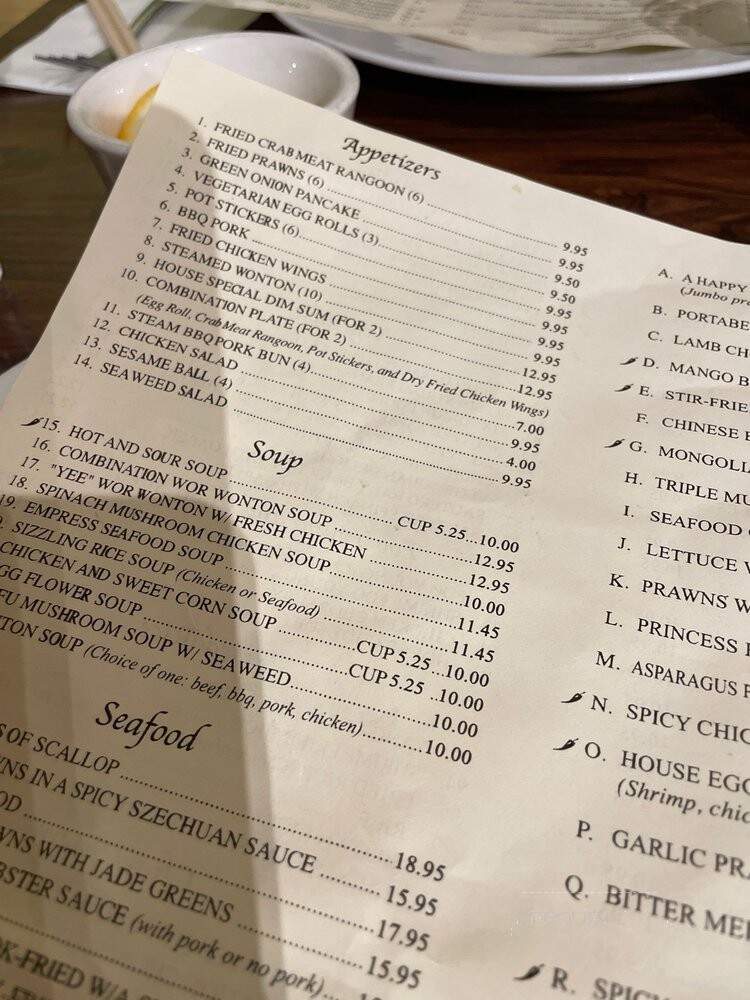 Appetizers
1. FRIED CRAB MEAT RANGOON (6) ... 9.95
2. FRIED PRAWNS (6) ... 9.95
3. GREEN ONION PANCAKE ... 9.50
4. VEGETARIAN EGG ROLLS (3) ... 9.50
5. POT STICKERS (6) ... 9.95
6. BBQ PORK ... 9.95
7. FRIED CHICKEN WINGS ... 9.95
8. STEAMED WONTON (10) ... 9.95
9. HOUSE SPECIAL DIM SUM (FOR 2) ... 12.95
10. COMBINATION PLATE (FOR 2) ... 12.95
(Egg Roll, Crab Meat Rangoon, Pot Stickers, and Dry Fried Chicken Wings)
11. STEAM BBQ PORK BUN (4) ... 7.00
12. CHICKEN SALAD ... 9.95
13. SESAME BALL (4) ... 4.00
14. SEAWEED SALAD ... 9.95
Soup
15. HOT AND SOUR SOUP ... CUP 5.25...10.00
16. COMBINATION WOR WONTON SOUP ... 12.95
17. "YEE" WOR WONTON W/ FRESH CHICKEN ... 12.95
18. SPINACH MUSHROOM CHICKEN SOUP ... 10.00
19. EMPRESS SEAFOOD SOUP ... 11.45
SIZZLING RICE SOUP (Chicken or Seafood) ... 11.45
CHICKEN AND SWEET CORN SOUP ... CUP 5.25 ..10.00
GG FLOWER SOUP ... CUP 5.25 ..10.00
FU MUSHROOM SOUP W/ SEAWEED ... 10.00
TON SOUP (Choice of one: beef, bbq, pork, chicken) ... 10.00
Seafood
S OF SCALLOP ... 18.95
NS IN A SPICY SZECHUAN SAUCE ... 15.95
OD ... 17.95
WNS WITH JADE GREENS ... 15.95
BSTER SAUCE (with pork or no pork)...
K-FRIED W/A
A. A HAPPY
(Jumbo pr
B. PORTABE
C. LAMB CH
D. MANGO B
E. STIR-FRIE
F. CHINESE
G. MONGOLI
H. TRIPLE MU
I. SEAFOOD
J. LETTUCE
K. PRAWNS W
L. PRINCESS
M. ASPARAGUS
N. SPICY CHIC
O. HOUSE EGG
(Shrimp, chic
P. GARLIC PRA
Q. BITTER MEL
R. SPICY